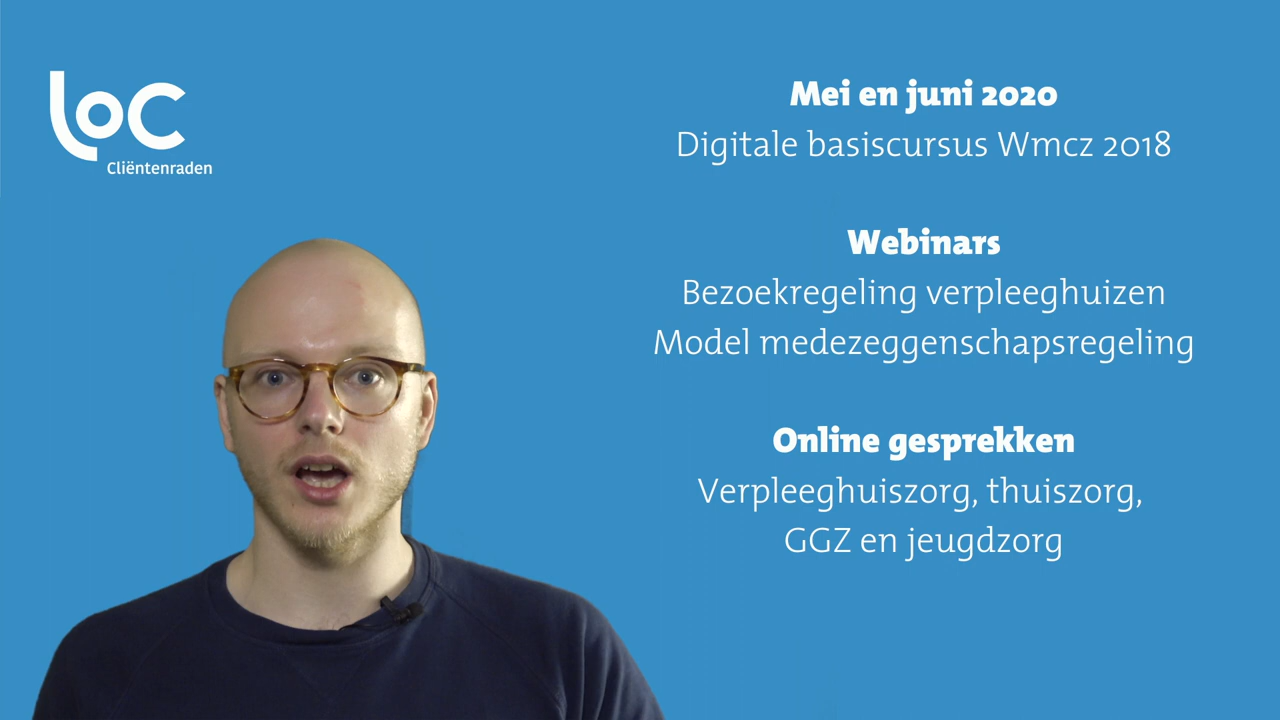 LOC
Cliëntenraden
Mei en juni 2020
Digitale basiscursus Wmcz 2018
Webinars
Bezoekregeling verpleeghuizen
Model medezeggenschapsregeling
Online gesprekken
Verpleeghuiszorg, thuiszorg,
GGZ en jeugdzorg